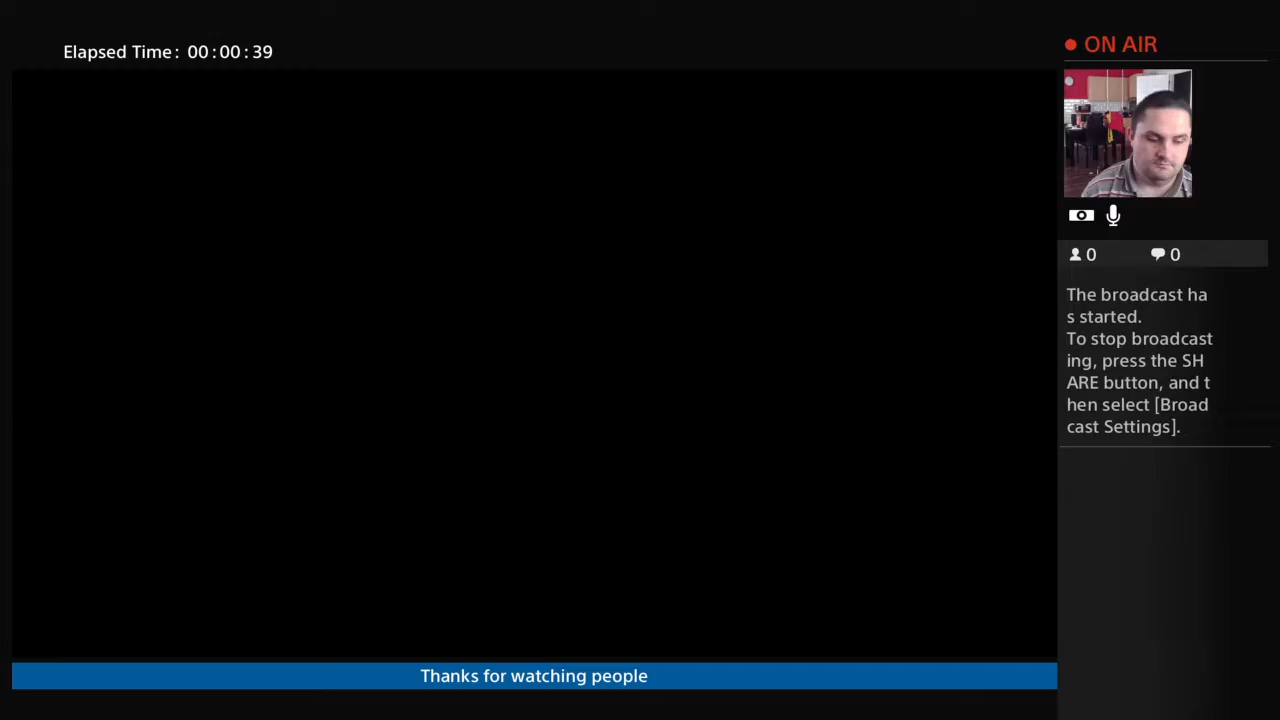 Elapsed Time: 00:00:39
ON AIR
0 0
The broadcast ha
s started.
To stop broadcast
ing, press the SH
ARE button, and t
hen select [Broad
cast Settings].
Thanks for watching people